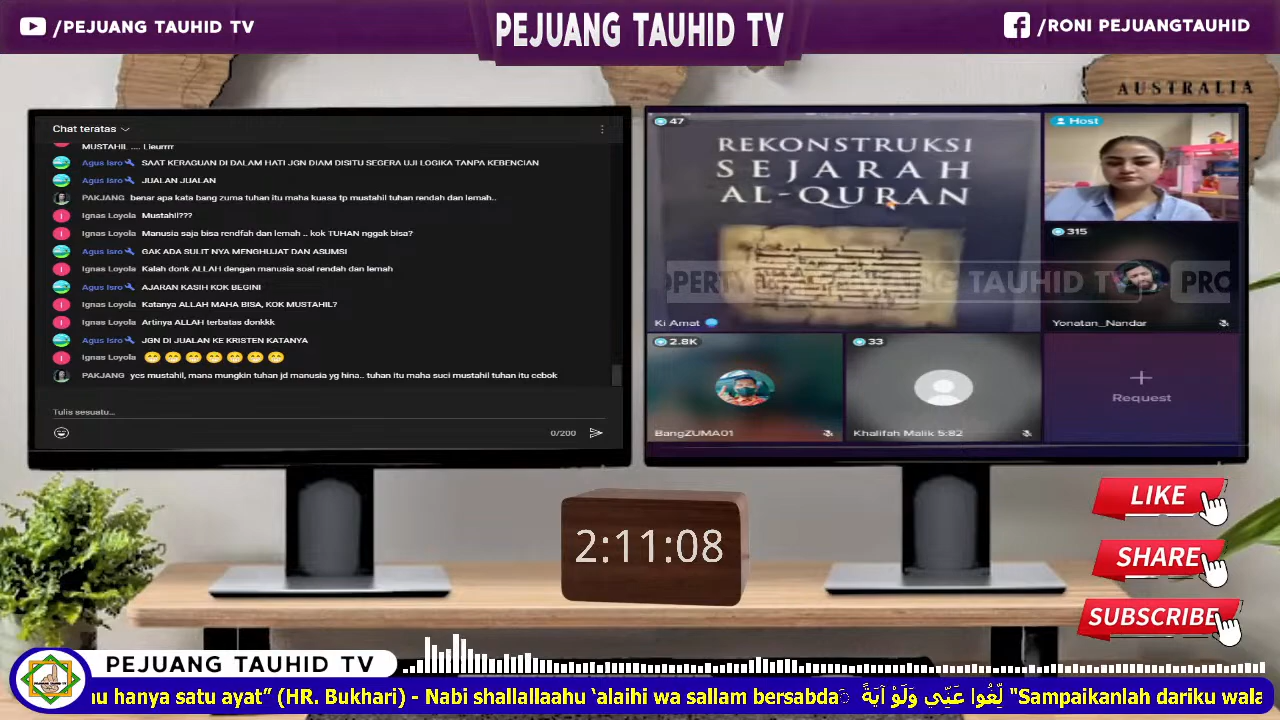 /PEJUANG TAUHID TV
PEJUANG TAUHID TV
/RONI PEJUANGTAUHID
AUSTRALIA
Chat teratas
MUSTAHIL .... Lieurrrr
Agus Isro SAAT KERAGUAN DI DALAM HATI JGN DIAM DISITU SEGERA UJI LOGIKA TANPA KEBENCIAN
Agus Isro JUALAN JUALAN
PAKJANG benar apa kata bang zuma tuhan itu maha kuasa tp mustahil tuhan rendah dan lemah..
Ignas Loyola Mustahil???
Ignas Loyola Manusia saja bisa rendfah dan lemah .. kok TUHAN nggak bisa?
Agus Isro GAK ADA SULIT NYA MENGHUJAT DAN ASUMSI
Ignas Loyola Kalah donk ALLAH dengan manusia soal rendah dan lemah
Agus Isro AJARAN KASIH KOK BEGINI
Ignas Loyola Katanya ALLAH MAHA BISA, KOK MUSTAHIL?
Ignas Loyola Artinya ALLAH terbatas donkkk
Agus Isro JGN DI JUALAN KE KRISTEN KATANYA
Ignas Loyola 😁😁😁😁😁😁😁
PAKJANG yes mustahil, mana mungkin tuhan jd manusia yg hina.. tuhan itu maha suci mustahil tuhan itu cebok
Tulis sesuatu...
0/200
47
REKONSTRUKSI
SEJARAH
AL-QURAN
Ki Amat
Host
315
Yonatan_Nandar
2.8K
BangZUMA01
33
Khalifah Malik 5:82
Request
TAUHID TV
PRO
2:11:08
LIKE
SHARE
SUBSCRIBE
PEJUANG TAUHID TV
hanya satu ayat” (HR. Bukhari) - Nabi shallallaahu ‘alaihi wa sallam bersabda لِّغُوا عَنِّي وَلَوْ آيَةً "Sampaikanlah dariku wala